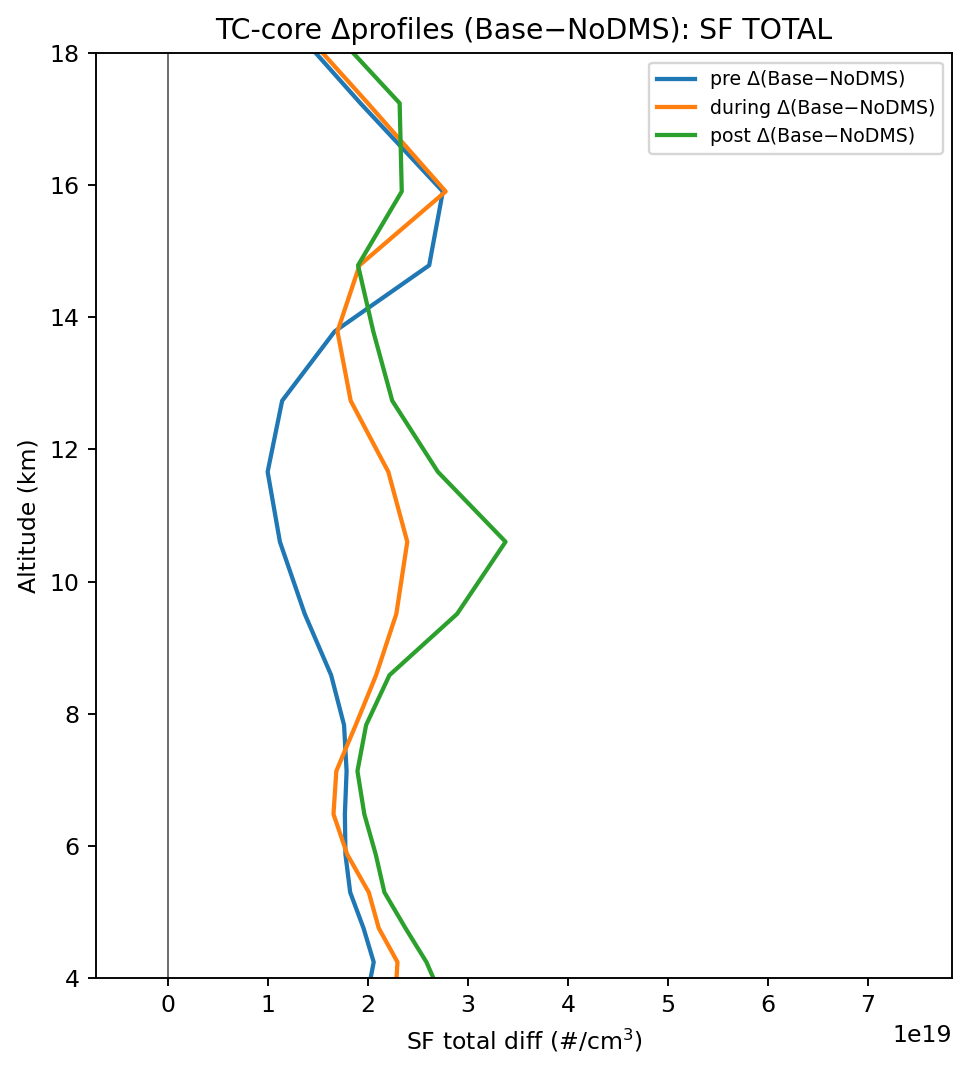 TC-core Δprofiles (Base−NoDMS): SF TOTAL
pre Δ(Base−NoDMS)
during Δ(Base−NoDMS)
post Δ(Base−NoDMS)
18
16
14
12
10
8
6
4
Altitude (km)
0 1 2 3 4 5 6 7
1e19
SF total diff (#/cm³)